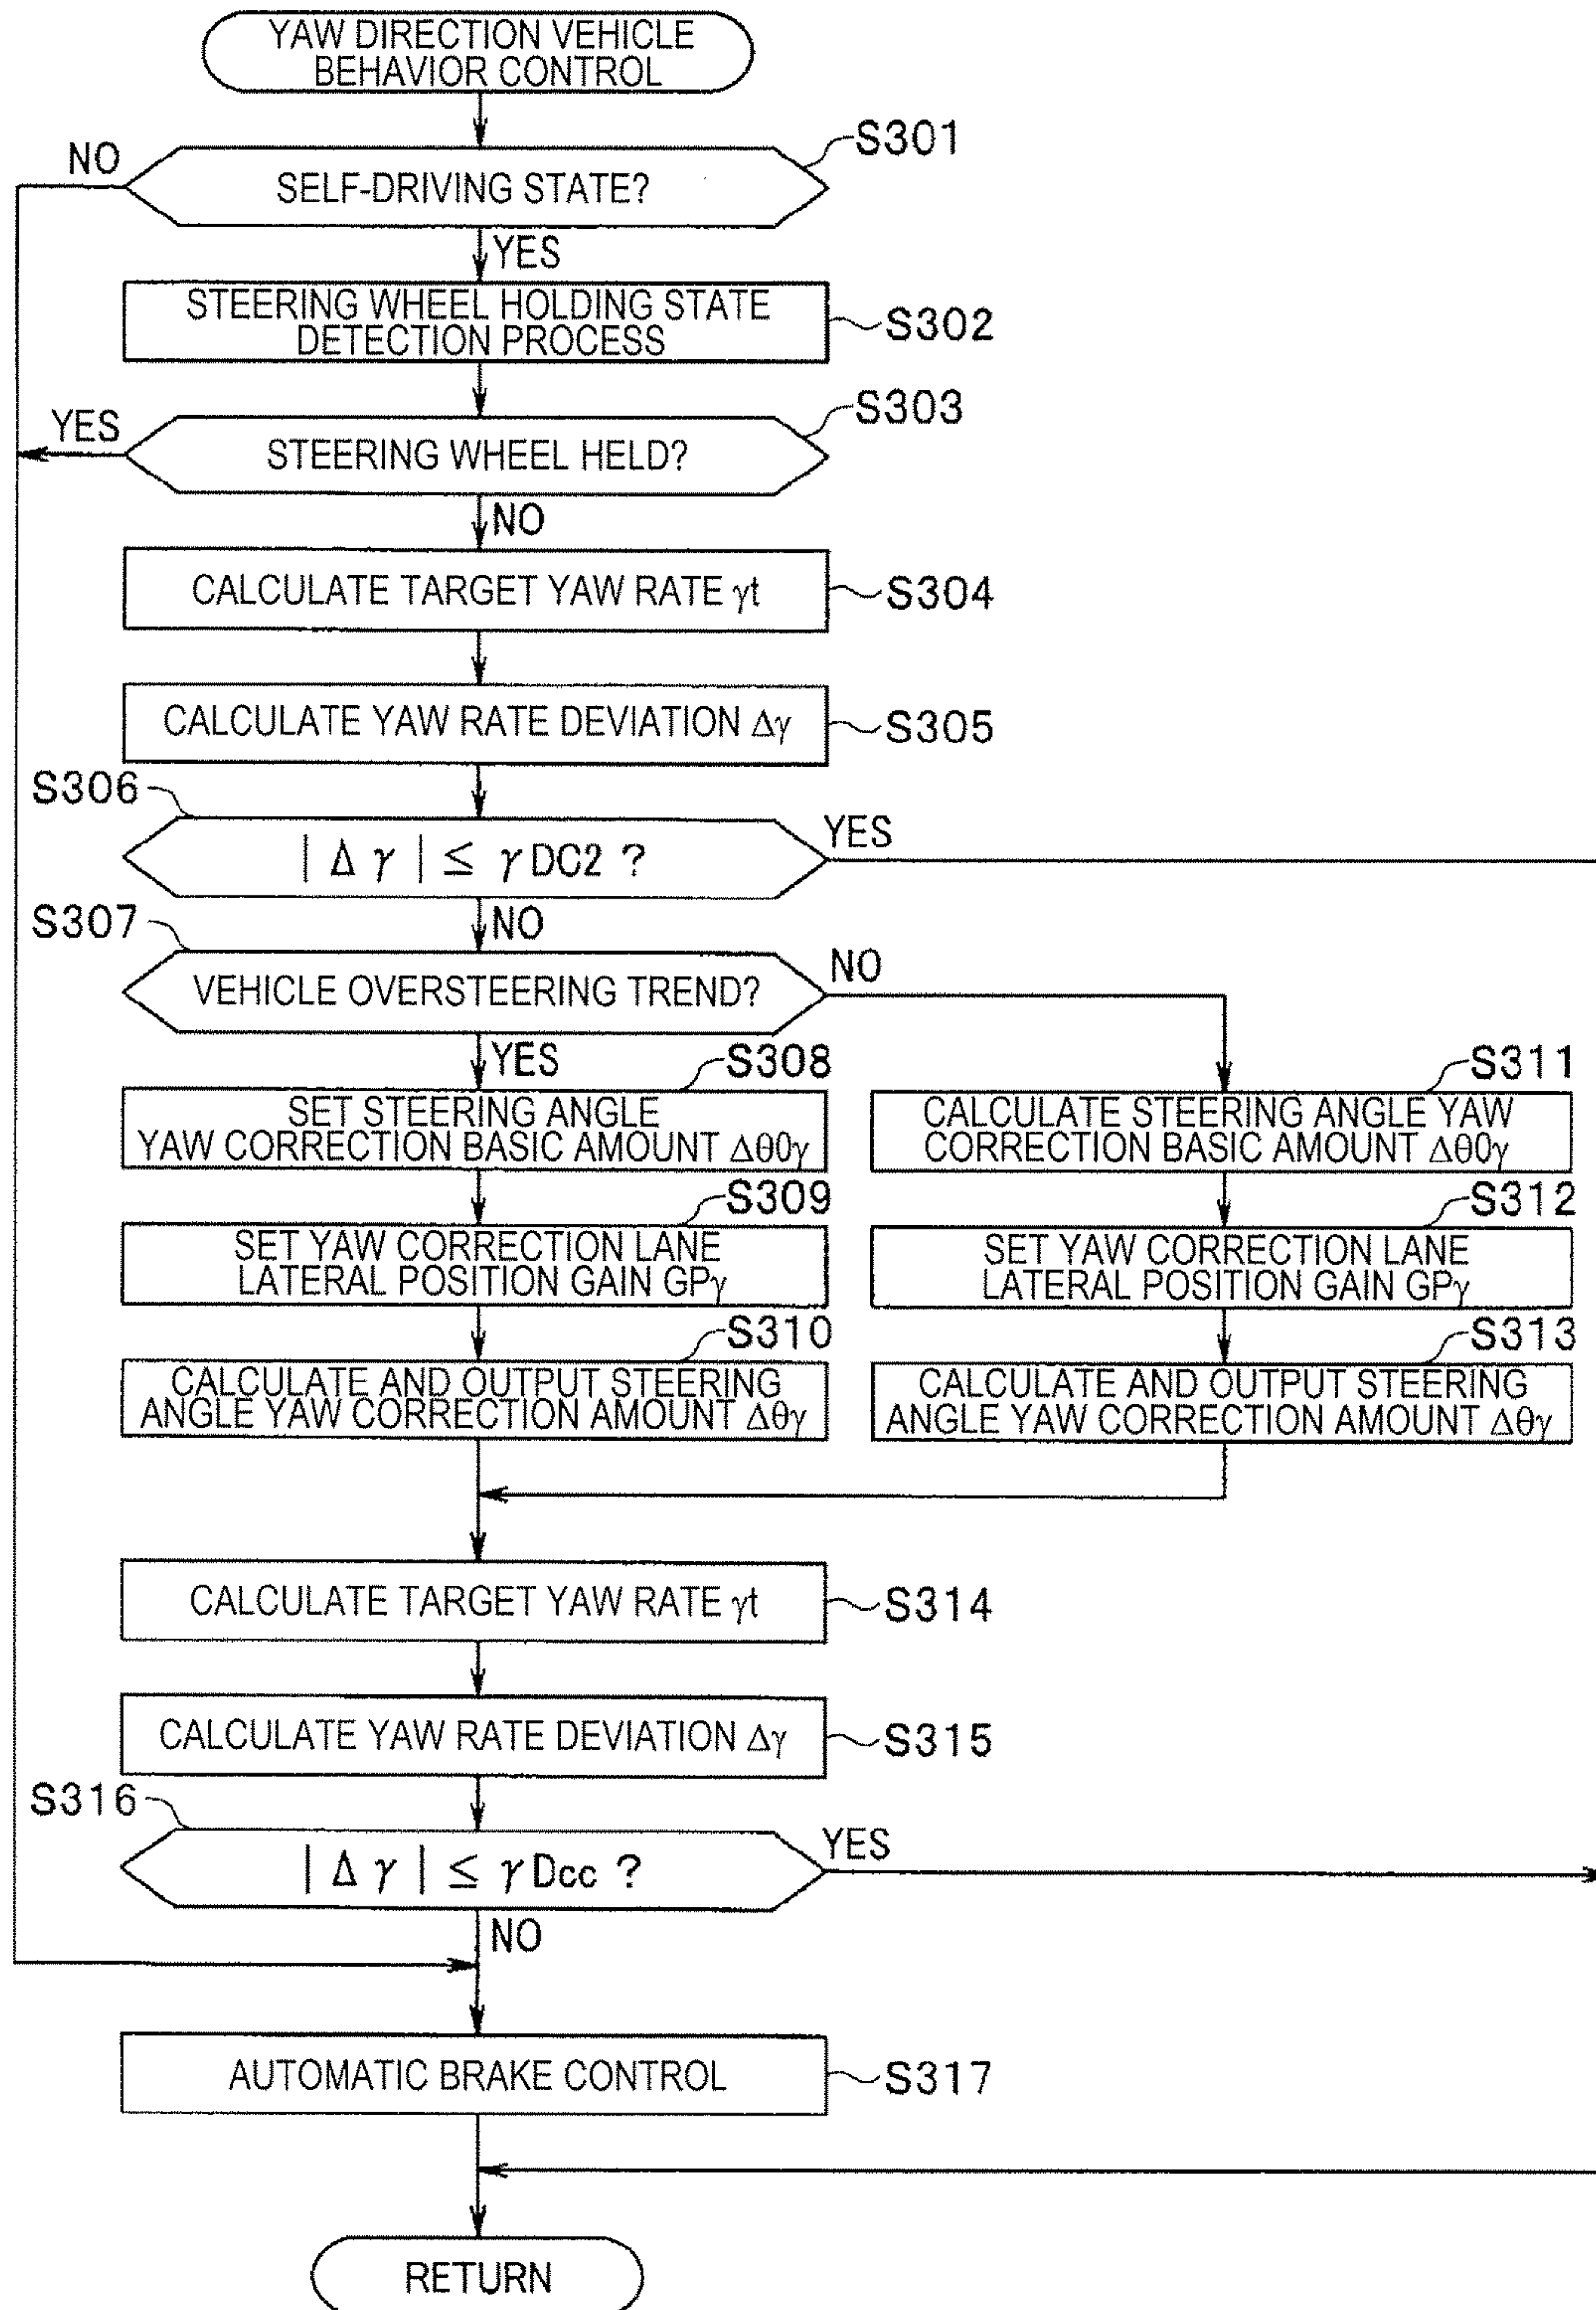 YAW DIRECTION VEHICLE
BEHAVIOR CONTROL
S301
NO
SELF-DRIVING STATE?
YES
STEERING WHEEL HOLDING STATE
DETECTION PROCESS
S302
S303
YES
STEERING WHEEL HELD?
NO
CALCULATE TARGET YAW RATE γt
S304
CALCULATE YAW RATE DEVIATION Δγ
S305
S306
| Δ γ | ≤ γ DC2 ?
YES
NO
S307
VEHICLE OVERSTEERING TREND?
NO
YES
S308
SET STEERING ANGLE
YAW CORRECTION BASIC AMOUNT Δθ0γ
S309
SET YAW CORRECTION LANE
LATERAL POSITION GAIN GPγ
S310
CALCULATE AND OUTPUT STEERING
ANGLE YAW CORRECTION AMOUNT Δθγ
S311
CALCULATE STEERING ANGLE YAW
CORRECTION BASIC AMOUNT Δθ0γ
S312
SET YAW CORRECTION LANE
LATERAL POSITION GAIN GPγ
S313
CALCULATE AND OUTPUT STEERING
ANGLE YAW CORRECTION AMOUNT Δθγ
CALCULATE TARGET YAW RATE γt
S314
CALCULATE YAW RATE DEVIATION Δγ
S315
S316
| Δ γ | ≤ γ Dcc ?
YES
NO
AUTOMATIC BRAKE CONTROL
S317
RETURN